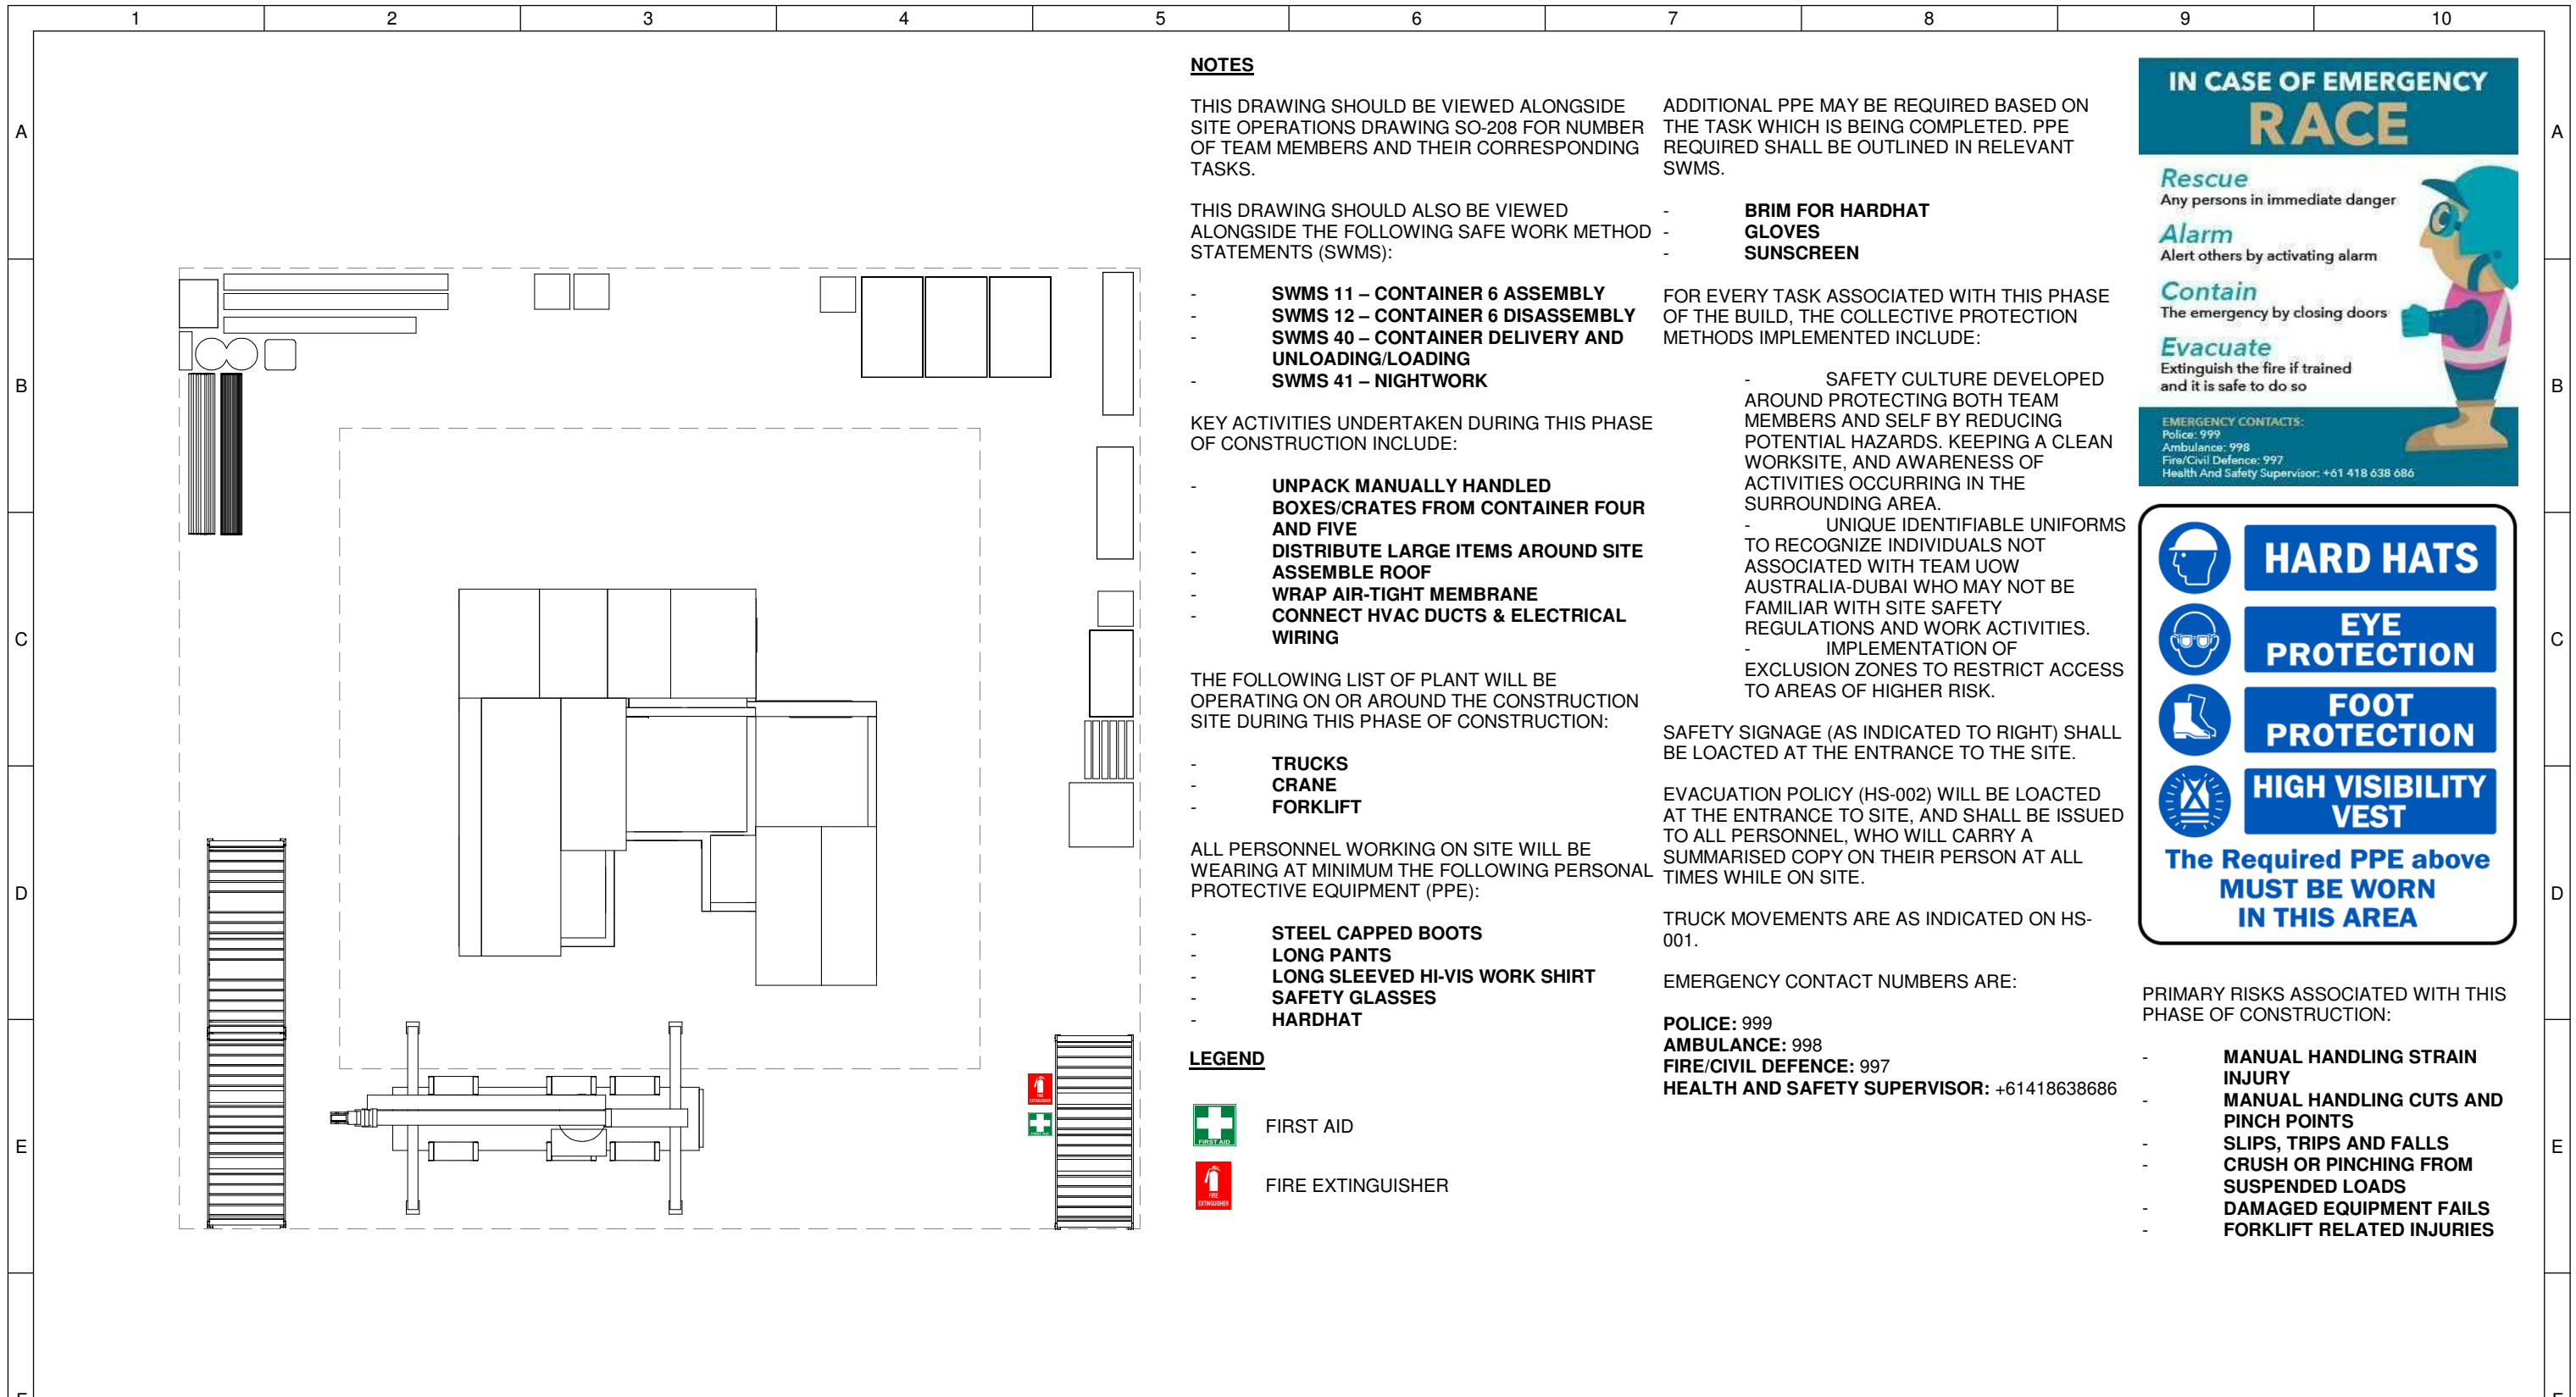 1 2 3 4 5 6 7 8 9 10
A
B
C
D
E
F
NOTES
THIS DRAWING SHOULD BE VIEWED ALONGSIDE
SITE OPERATIONS DRAWING SO-208 FOR NUMBER
OF TEAM MEMBERS AND THEIR CORRESPONDING
TASKS.
THIS DRAWING SHOULD ALSO BE VIEWED
ALONGSIDE THE FOLLOWING SAFE WORK METHOD
STATEMENTS (SWMS):
- SWMS 11 – CONTAINER 6 ASSEMBLY
- SWMS 12 – CONTAINER 6 DISASSEMBLY
- SWMS 40 – CONTAINER DELIVERY AND
UNLOADING/LOADING
- SWMS 41 – NIGHTWORK
KEY ACTIVITIES UNDERTAKEN DURING THIS PHASE
OF CONSTRUCTION INCLUDE:
- UNPACK MANUALLY HANDLED
BOXES/CRATES FROM CONTAINER FOUR
AND FIVE
- DISTRIBUTE LARGE ITEMS AROUND SITE
- ASSEMBLE ROOF
- WRAP AIR-TIGHT MEMBRANE
- CONNECT HVAC DUCTS & ELECTRICAL
WIRING
THE FOLLOWING LIST OF PLANT WILL BE
OPERATING ON OR AROUND THE CONSTRUCTION
SITE DURING THIS PHASE OF CONSTRUCTION:
- TRUCKS
- CRANE
- FORKLIFT
ALL PERSONNEL WORKING ON SITE WILL BE
WEARING AT MINIMUM THE FOLLOWING PERSONAL
PROTECTIVE EQUIPMENT (PPE):
- STEEL CAPPED BOOTS
- LONG PANTS
- LONG SLEEVED HI-VIS WORK SHIRT
- SAFETY GLASSES
- HARDHAT
LEGEND
FIRST AID
FIRST AID
FIRE
EXTINGUISHER
FIRE EXTINGUISHER
ADDITIONAL PPE MAY BE REQUIRED BASED ON
THE TASK WHICH IS BEING COMPLETED. PPE
REQUIRED SHALL BE OUTLINED IN RELEVANT
SWMS.
- BRIM FOR HARDHAT
- GLOVES
- SUNSCREEN
FOR EVERY TASK ASSOCIATED WITH THIS PHASE
OF THE BUILD, THE COLLECTIVE PROTECTION
METHODS IMPLEMENTED INCLUDE:
- SAFETY CULTURE DEVELOPED
AROUND PROTECTING BOTH TEAM
MEMBERS AND SELF BY REDUCING
POTENTIAL HAZARDS. KEEPING A CLEAN
WORKSITE, AND AWARENESS OF
ACTIVITIES OCCURRING IN THE
SURROUNDING AREA.
- UNIQUE IDENTIFIABLE UNIFORMS
TO RECOGNIZE INDIVIDUALS NOT
ASSOCIATED WITH TEAM UOW
AUSTRALIA-DUBAI WHO MAY NOT BE
FAMILIAR WITH SITE SAFETY
REGULATIONS AND WORK ACTIVITIES.
- IMPLEMENTATION OF
EXCLUSION ZONES TO RESTRICT ACCESS
TO AREAS OF HIGHER RISK.
SAFETY SIGNAGE (AS INDICATED TO RIGHT) SHALL
BE LOACTED AT THE ENTRANCE TO THE SITE.
EVACUATION POLICY (HS-002) WILL BE LOACTED
AT THE ENTRANCE TO SITE, AND SHALL BE ISSUED
TO ALL PERSONNEL, WHO WILL CARRY A
SUMMARISED COPY ON THEIR PERSON AT ALL
TIMES WHILE ON SITE.
TRUCK MOVEMENTS ARE AS INDICATED ON HS-
001.
EMERGENCY CONTACT NUMBERS ARE:
POLICE: 999
AMBULANCE: 998
FIRE/CIVIL DEFENCE: 997
HEALTH AND SAFETY SUPERVISOR: +61418638686
IN CASE OF EMERGENCY
RACE
Rescue
Any persons in immediate danger
Alarm
Alert others by activating alarm
Contain
The emergency by closing doors
Evacuate
Extinguish the fire if trained
and it is safe to do so
EMERGENCY CONTACTS:
Police: 999
Ambulance: 998
Fire/Civil Defence: 997
Health And Safety Supervisor: +61 418 638 686
HARD HATS
EYE
PROTECTION
FOOT
PROTECTION
HIGH VISIBILITY
VEST
The Required PPE above
MUST BE WORN
IN THIS AREA
PRIMARY RISKS ASSOCIATED WITH THIS
PHASE OF CONSTRUCTION:
- MANUAL HANDLING STRAIN
INJURY
- MANUAL HANDLING CUTS AND
PINCH POINTS
- SLIPS, TRIPS AND FALLS
- CRUSH OR PINCHING FROM
SUSPENDED LOADS
- DAMAGED EQUIPMENT FAILS
- FORKLIFT RELATED INJURIES
A
B
C
D
E
F